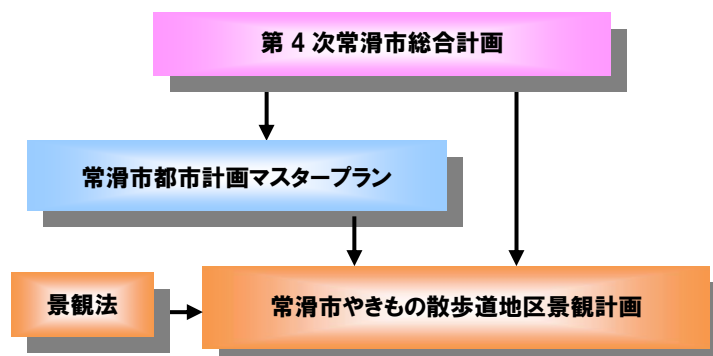 第 4 次常滑市総合計画
常滑市都市計画マスタープラン
景観法
常滑市やきもの散歩道地区景観計画